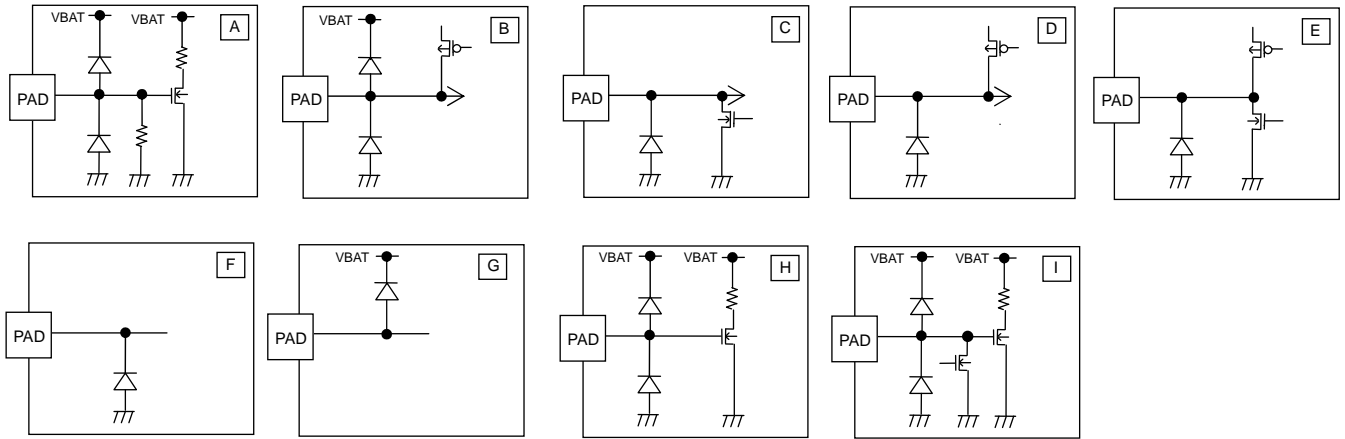 VBAT VBAT A
PAD
VBAT B
PAD
C
PAD
D
PAD
E
PAD
F
PAD
VBAT G
PAD
VBAT VBAT H
PAD
VBAT VBAT I
PAD